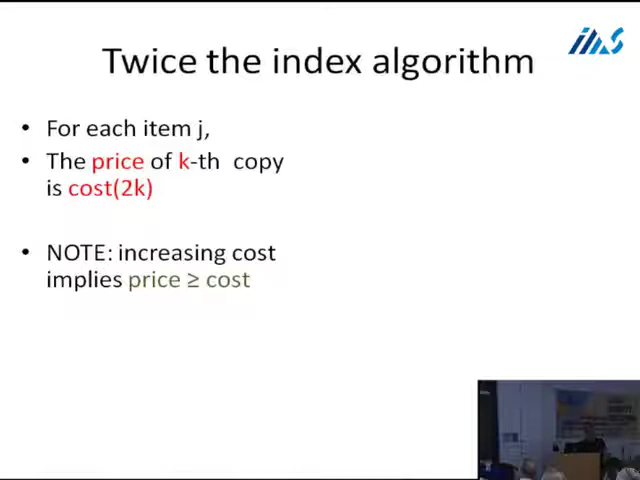 ims
Twice the index algorithm
• For each item j,
• The price of k-th copy
is cost(2k)
• NOTE: increasing cost
implies price ≥ cost